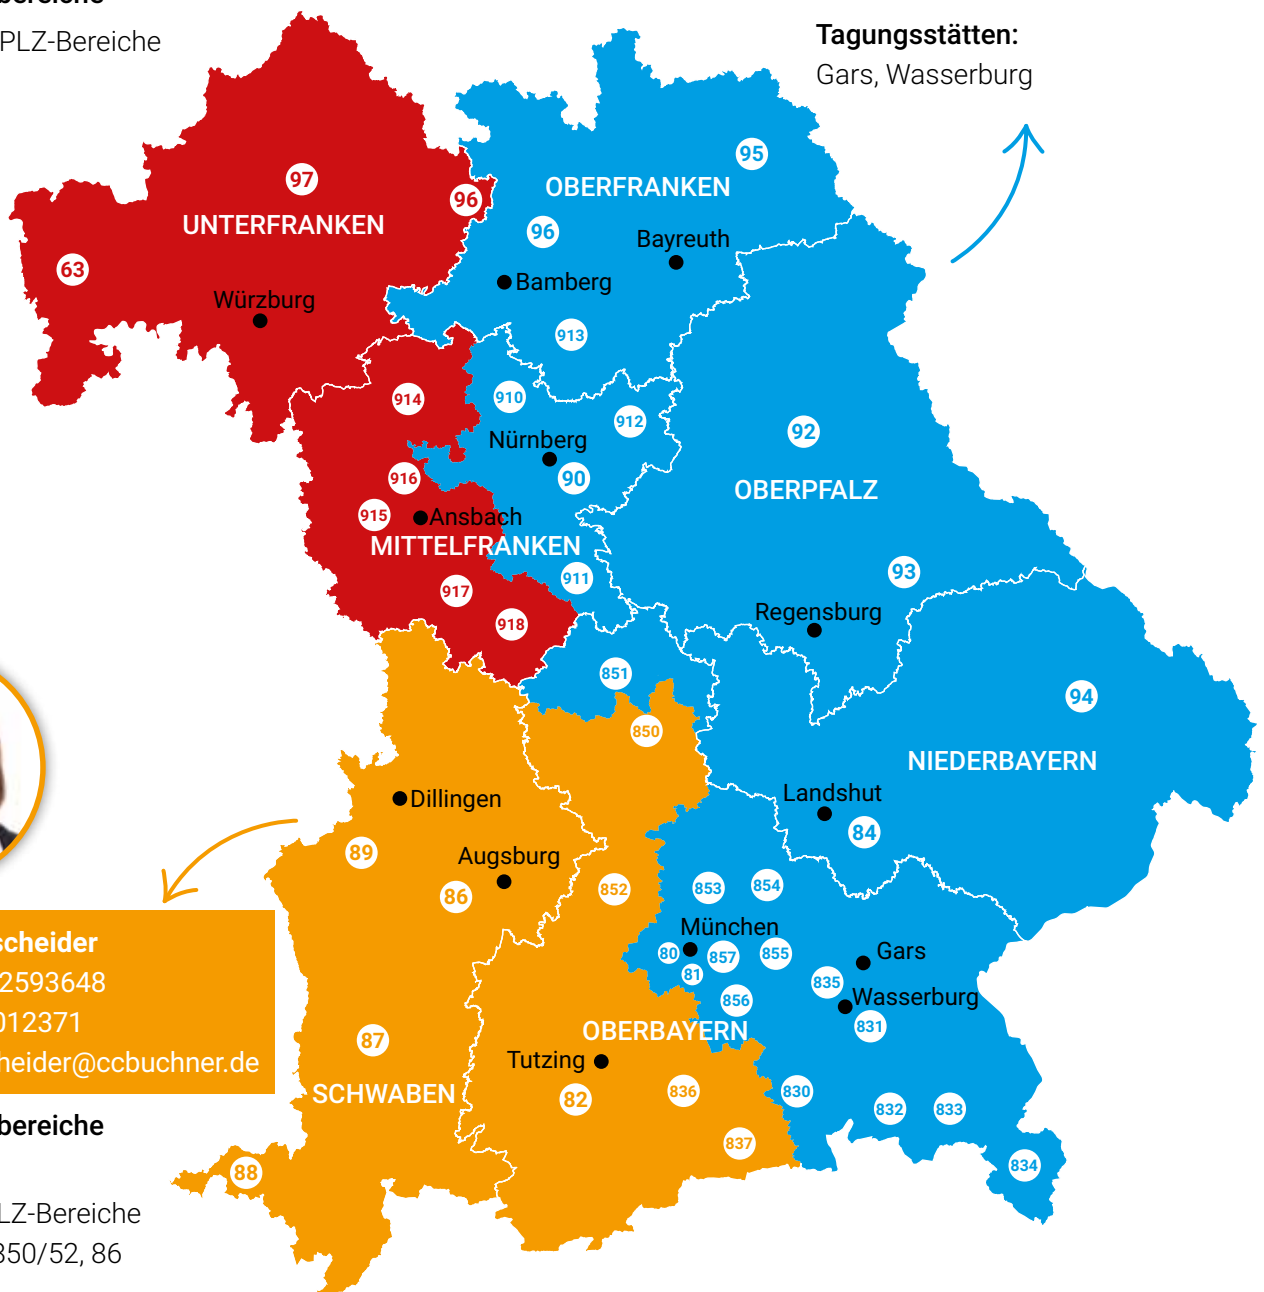 bereiche
PLZ-Bereiche
Tagungsstätten:
Gars, Wasserburg
95
97
OBERFRANKEN
96
UNTERFRANKEN
96
Bayreuth
63
Bamberg
Würzburg
913
914
910
912
92
Nürnberg
916
90
OBERPFALZ
915
Ansbach
MITTELFRANKEN
93
911
917
Regensburg
918
851
94
850
NIEDERBAYERN
Landshut
Dillingen
84
89
Augsburg
86
852
853
854
München
80
857
855
Gars
81
835
Wasserburg
856
831
OBERBAYERN
scheider
2593648
012371
heider@ccbuchner.de
87
Tutzing
SCHWABEN
82
836
830
832
833
837
834
88
bereiche
LZ-Bereiche
850/52, 86